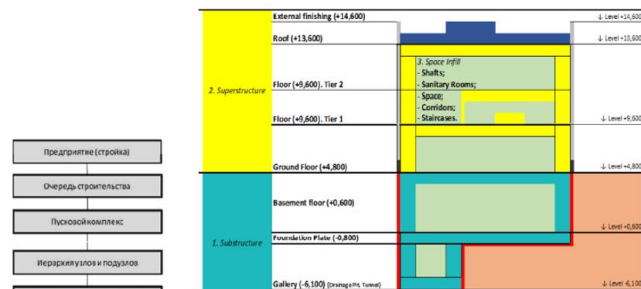 External finishing (+14,600)
Roof (+13,600)
Floor (+9,600). Tier 2
Floor (+9,600). Tier 1
Ground Floor (+4,800)
Basement floor (+0,600)
Foundation Plate (-0,800)
Gallery (-6,100) (Drainage Pit, Tunnel)
2. Superstructure
1. Substructure
3. Space Infill
- Shafts;
- Sanitary Rooms;
- Space;
- Corridors;
- Staircases.
↓ Level +14,600
↓ Level +13,600
↓ Level +9,600
↓ Level +4,800
↓ Level +0,600
↓ Level -6,100
Предприятие (стройка)
Очередь строительства
Пусковой комплекс
Иерархия узлов и подузлов